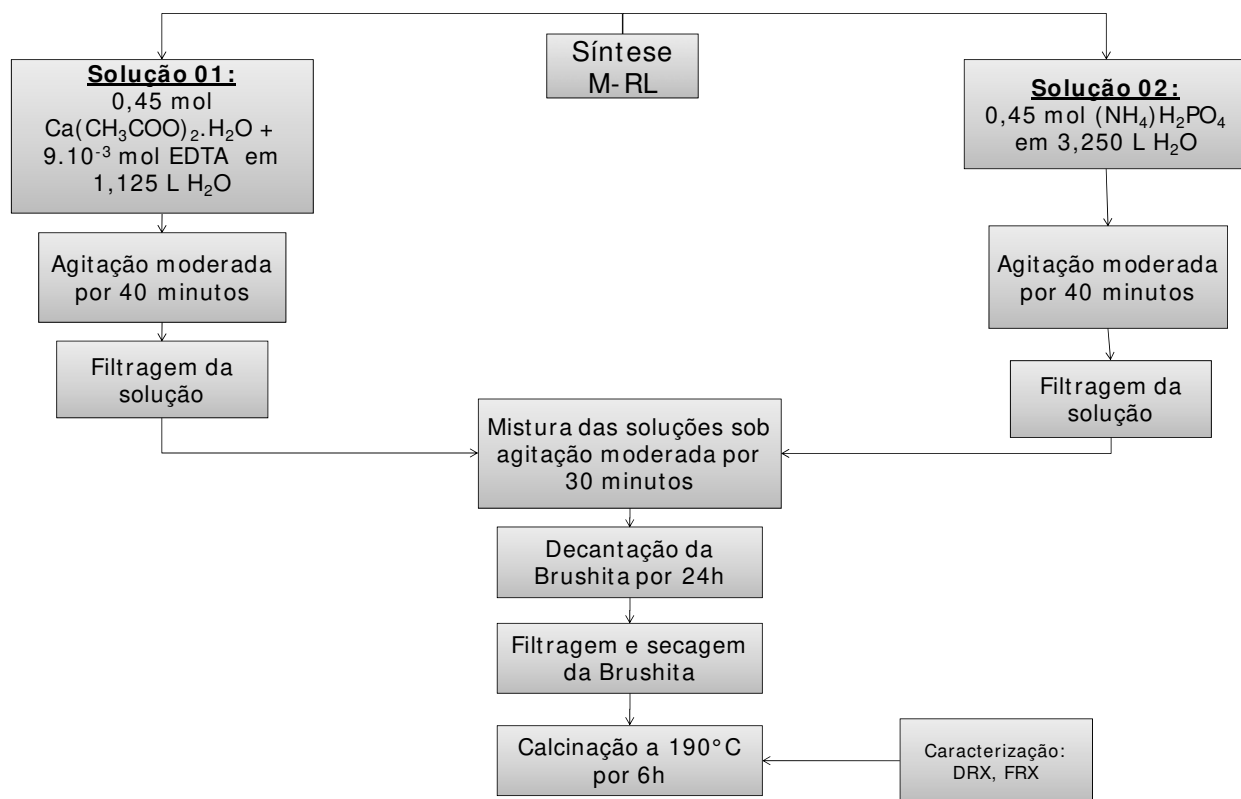 Síntese
M-RL
Solução 01:
0,45 mol
Ca(CH₃COO)₂.H₂O +
9.10⁻³ mol EDTA em
1,125 L H₂O
Solução 02:
0,45 mol (NH₄)H₂PO₄
em 3,250 L H₂O
Agitação moderada
por 40 minutos
Agitação moderada
por 40 minutos
Filtragem da
solução
Filtragem da
solução
Mistura das soluções sob
agitação moderada por
30 minutos
Decantação da
Brushita por 24h
Filtragem e secagem
da Brushita
Calcinação a 190°C
por 6h
Caracterização:
DRX, FRX